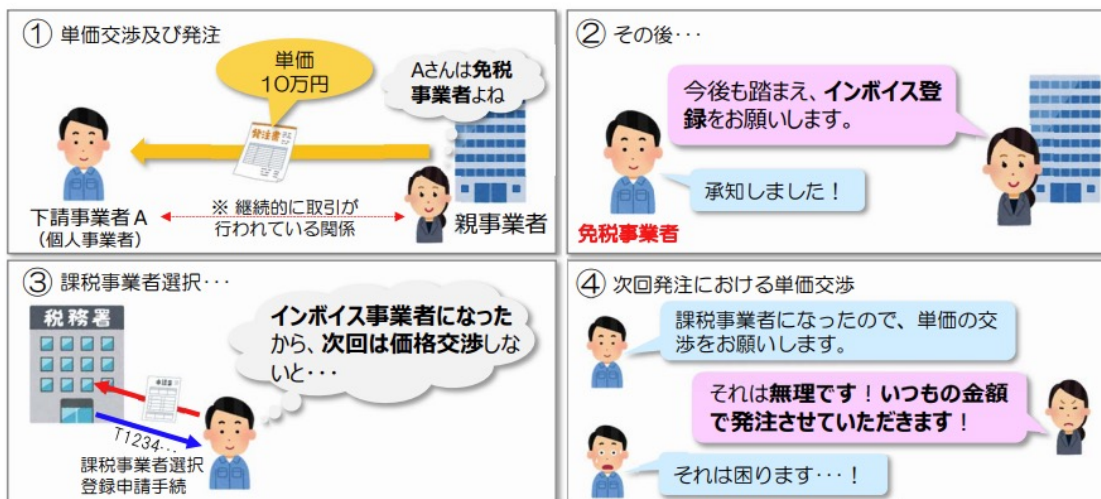 ① 単価交渉及び発注
単価
10万円
Aさんは免税
事業者よね
発注書
下請事業者A
（個人事業者）
※ 継続的に取引が
行われている関係
親事業者
② その後・・・
今後も踏まえ、インボイス登
録をお願いします。
承知しました！
免税事業者
③ 課税事業者選択・・・
税務署
申請書
インボイス事業者になった
から、次回は価格交渉しな
いと・・・
T1234・・・
課税事業者選択
登録申請手続
④ 次回発注における単価交渉
課税事業者になったので、単価の交
渉をお願いします。
それは無理です！いつもの金額
で発注させていただきます！
それは困ります・・・！